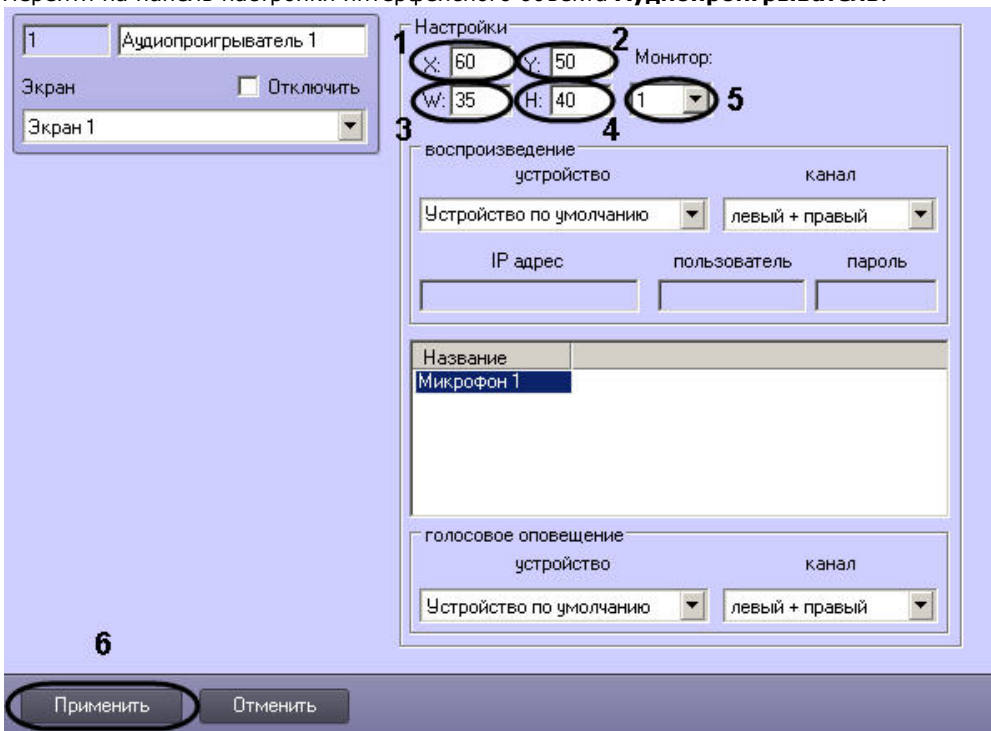 Перейти на панель настройки интерфейсного объекта Аудиопроигрыватель.
1 Аудиопроигрыватель 1
Экран Отключить
Экран 1
Настройки
1 X: 60 Y: 50 2 Монитор:
3 W: 35 H: 40 4 1 5
воспроизведение
устройство канал
Устройство по умолчанию левый + правый
IP адрес пользователь пароль
Название
Микрофон 1
голосовое оповещение
устройство канал
Устройство по умолчанию левый + правый
6
Применить Отменить